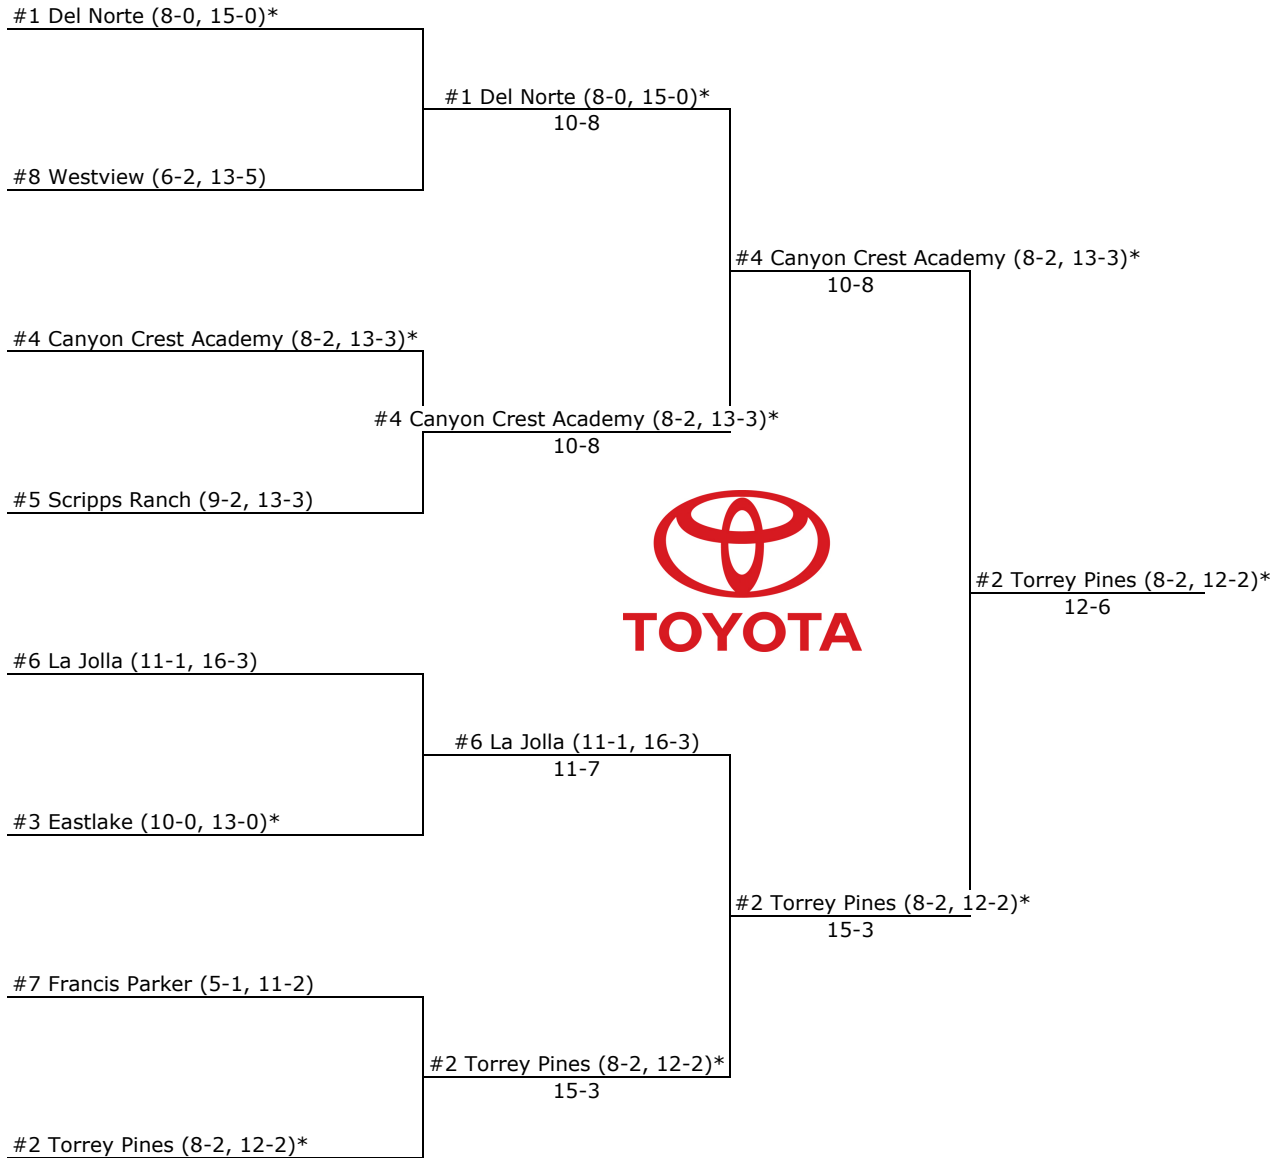 #1 Del Norte (8-0, 15-0)*
#1 Del Norte (8-0, 15-0)*
10-8
#8 Westview (6-2, 13-5)
#4 Canyon Crest Academy (8-2, 13-3)*
10-8
#4 Canyon Crest Academy (8-2, 13-3)*
#4 Canyon Crest Academy (8-2, 13-3)*
10-8
#5 Scripps Ranch (9-2, 13-3)
TOYOTA
#2 Torrey Pines (8-2, 12-2)*
12-6
#6 La Jolla (11-1, 16-3)
#6 La Jolla (11-1, 16-3)
11-7
#3 Eastlake (10-0, 13-0)*
#2 Torrey Pines (8-2, 12-2)*
15-3
#7 Francis Parker (5-1, 11-2)
#2 Torrey Pines (8-2, 12-2)*
15-3
#2 Torrey Pines (8-2, 12-2)*